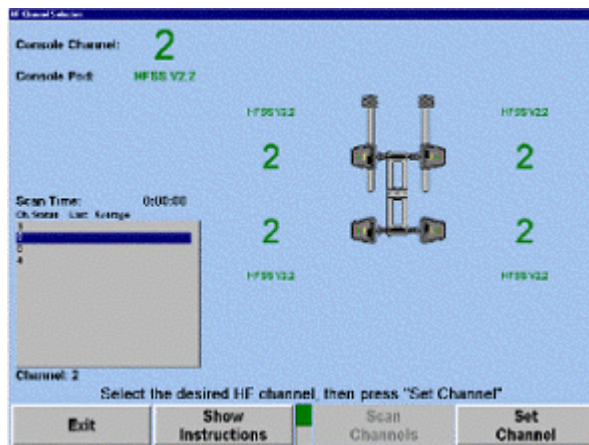 HF Channel Selection
Console Channel: 2
Console Pod: HFSS V2.2
HFSS V2.2 HFSS V2.2
2 2
2 2
HFSS V2.2 HFSS V2.2
Scan Time: 0:00:00
Ch. Status Last Average
1
2
3
4
Channel: 2
Select the desired HF channel, then press "Set Channel"
Exit
Show Instructions
Scan Channels
Set Channel